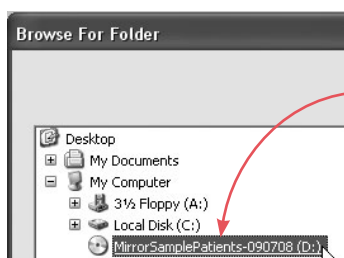 Browse For Folder
Desktop
My Documents
My Computer
3½ Floppy (A:)
Local Disk (C:)
MirrorSamplePatients-090708 (D:)